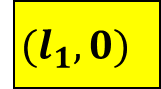 (l₁, 0)